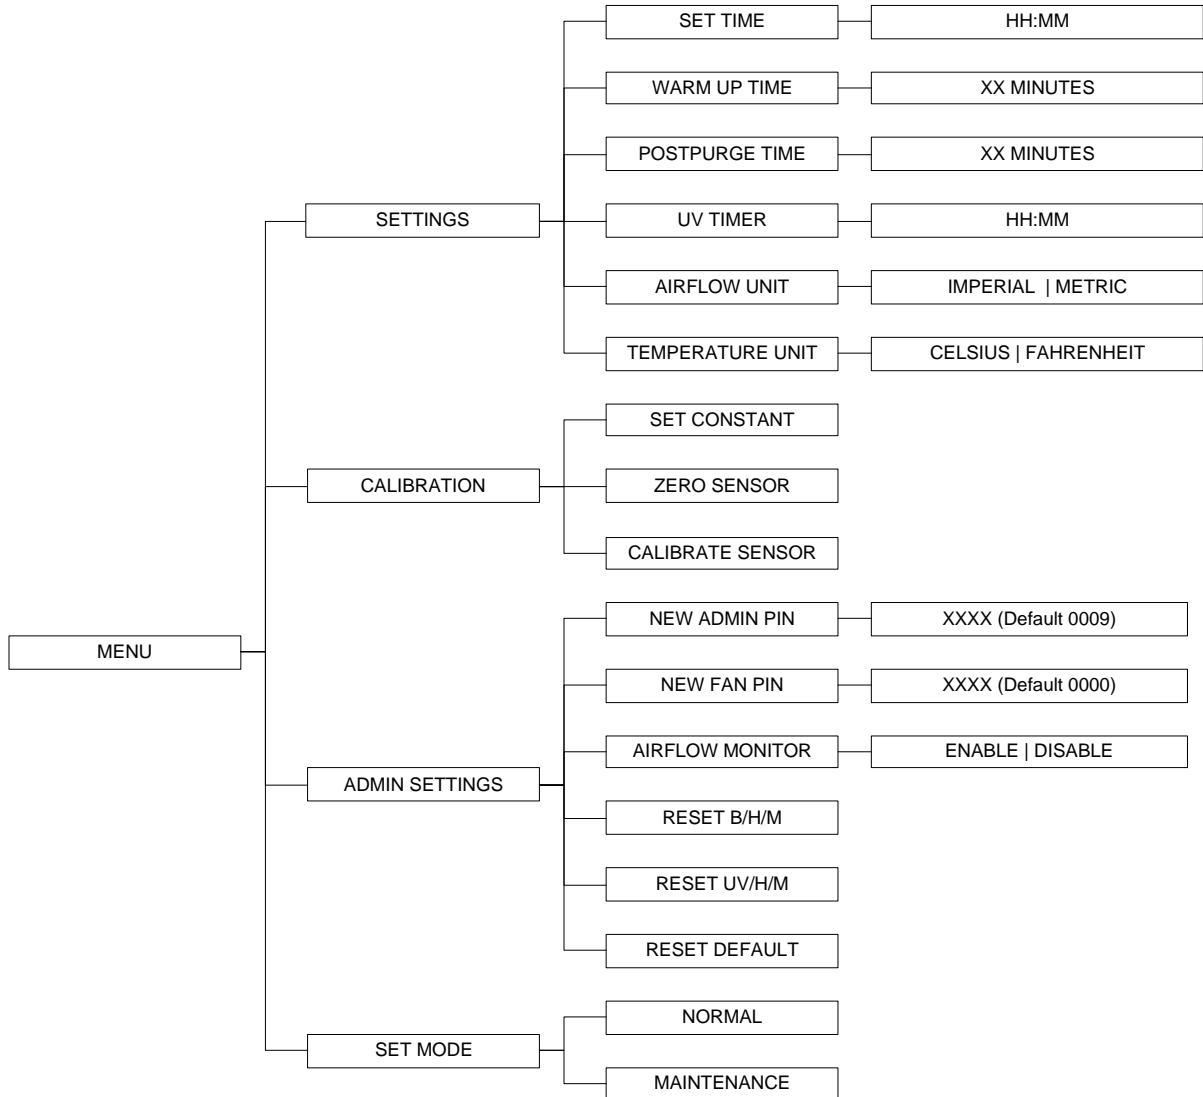 SET TIME
HH:MM
WARM UP TIME
XX MINUTES
POSTPURGE TIME
XX MINUTES
SETTINGS
UV TIMER
HH:MM
AIRFLOW UNIT
IMPERIAL | METRIC
TEMPERATURE UNIT
CELSIUS | FAHRENHEIT
SET CONSTANT
CALIBRATION
ZERO SENSOR
CALIBRATE SENSOR
NEW ADMIN PIN
XXXX (Default 0009)
MENU
NEW FAN PIN
XXXX (Default 0000)
AIRFLOW MONITOR
ENABLE | DISABLE
ADMIN SETTINGS
RESET B/H/M
RESET UV/H/M
RESET DEFAULT
NORMAL
SET MODE
MAINTENANCE